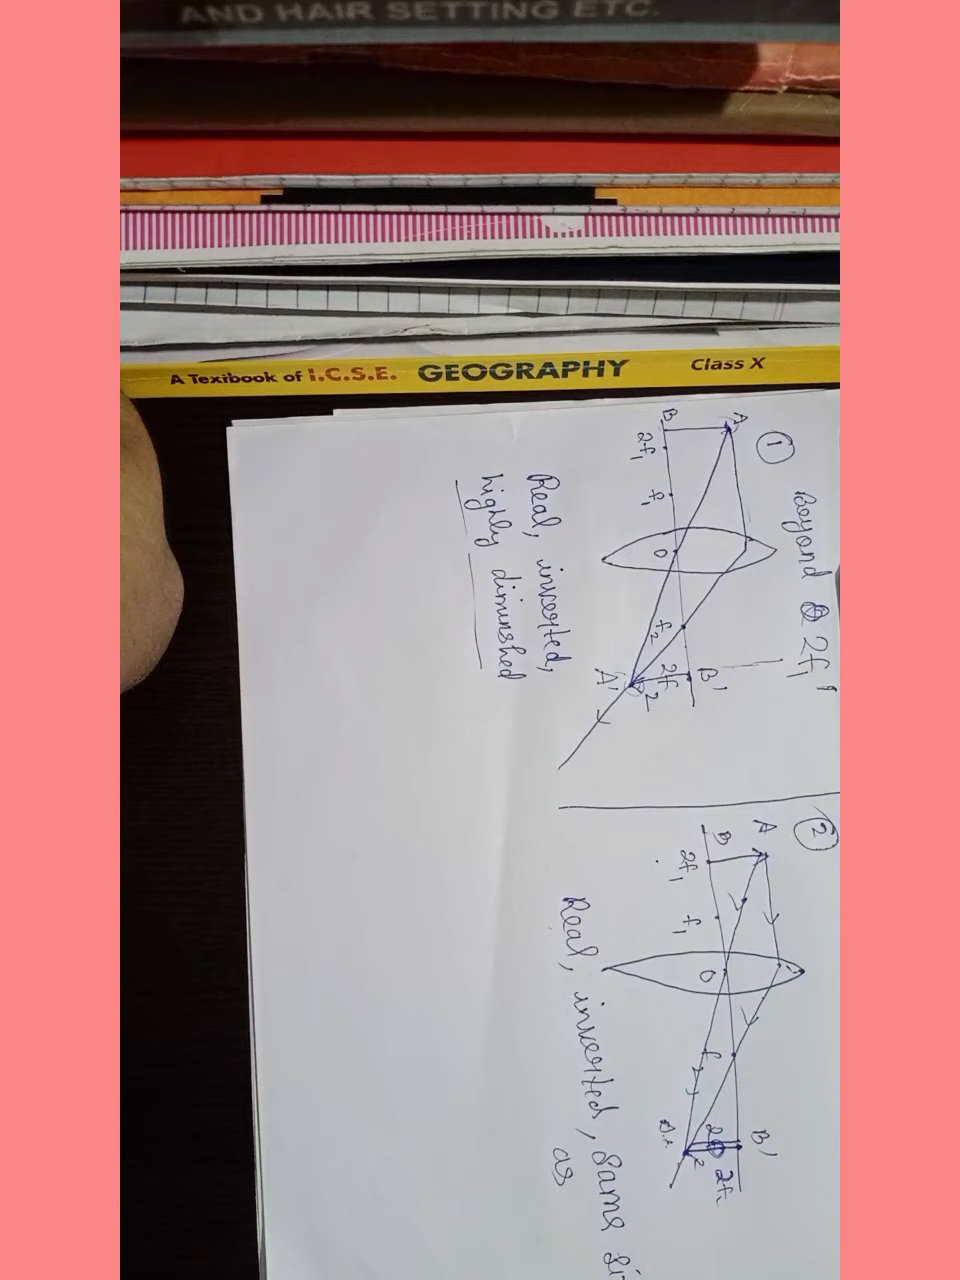 AND HAIR SETTING ETC.
A Textbook of I.C.S.E. GEOGRAPHY Class X
1
Beyond 2f1
A
B
2f1
f1
O
f2
2f2
B'
A'
Real, inverted,
highly diminshed
2
A
B
2f1
f1
O
f2
2f2
B'
Real, inverted, Same
as